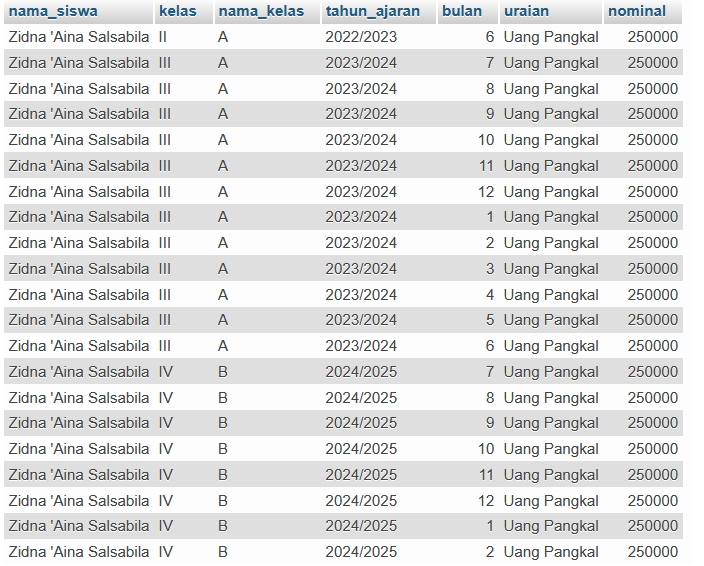 nama_siswa kelas nama_kelas tahun_ajaran bulan uraian nominal
Zidna 'Aina Salsabila II A 2022/2023 6 Uang Pangkal 250000
Zidna 'Aina Salsabila III A 2023/2024 7 Uang Pangkal 250000
Zidna 'Aina Salsabila III A 2023/2024 8 Uang Pangkal 250000
Zidna 'Aina Salsabila III A 2023/2024 9 Uang Pangkal 250000
Zidna 'Aina Salsabila III A 2023/2024 10 Uang Pangkal 250000
Zidna 'Aina Salsabila III A 2023/2024 11 Uang Pangkal 250000
Zidna 'Aina Salsabila III A 2023/2024 12 Uang Pangkal 250000
Zidna 'Aina Salsabila III A 2023/2024 1 Uang Pangkal 250000
Zidna 'Aina Salsabila III A 2023/2024 2 Uang Pangkal 250000
Zidna 'Aina Salsabila III A 2023/2024 3 Uang Pangkal 250000
Zidna 'Aina Salsabila III A 2023/2024 4 Uang Pangkal 250000
Zidna 'Aina Salsabila III A 2023/2024 5 Uang Pangkal 250000
Zidna 'Aina Salsabila III A 2023/2024 6 Uang Pangkal 250000
Zidna 'Aina Salsabila IV B 2024/2025 7 Uang Pangkal 250000
Zidna 'Aina Salsabila IV B 2024/2025 8 Uang Pangkal 250000
Zidna 'Aina Salsabila IV B 2024/2025 9 Uang Pangkal 250000
Zidna 'Aina Salsabila IV B 2024/2025 10 Uang Pangkal 250000
Zidna 'Aina Salsabila IV B 2024/2025 11 Uang Pangkal 250000
Zidna 'Aina Salsabila IV B 2024/2025 12 Uang Pangkal 250000
Zidna 'Aina Salsabila IV B 2024/2025 1 Uang Pangkal 250000
Zidna 'Aina Salsabila IV B 2024/2025 2 Uang Pangkal 250000